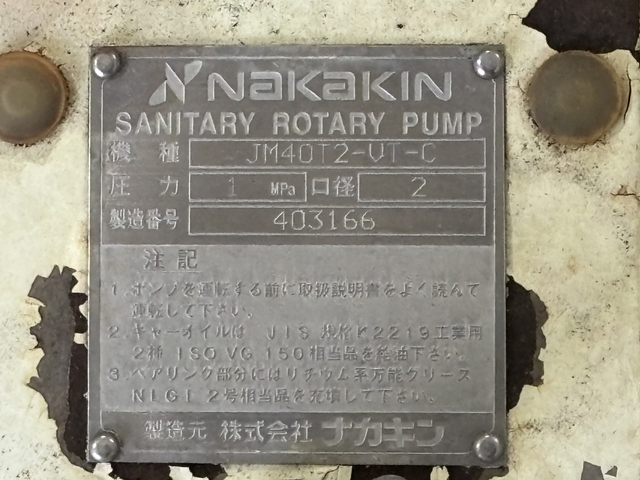 NAKAKIN
SANITARY ROTARY PUMP
機種 JM40T2-VT-C
圧力 1 MPa 口径 2
製造番号 403166
注記
1. ポンプを運転する前に取扱説明書をよく読んで
運転して下さい。
2. ギャーオイルは JIS 規格K2219工業用
2種 ISO VG 150相当品を給油下さい。
3. ベアリング部分にはリチウム系万能グリース
NLGI 2号相当品を充填して下さい。
製造元 株式会社 ナカキン